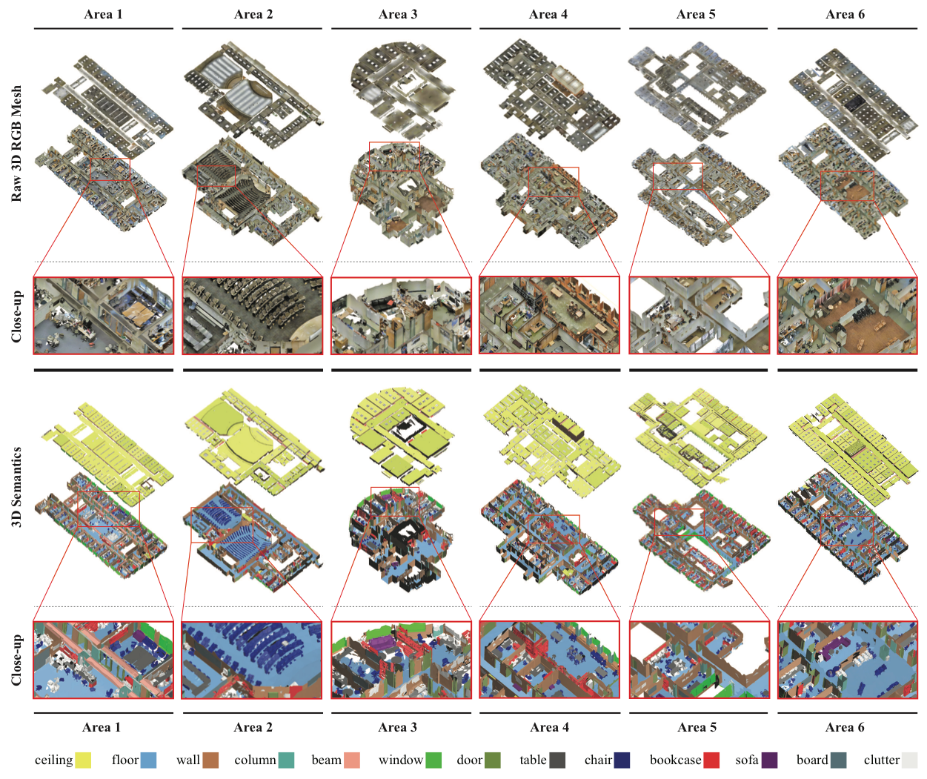 Area 1 Area 2 Area 3 Area 4 Area 5 Area 6
Raw 3D RGB Mesh
Close-up
3D Semantics
Close-up
Area 1 Area 2 Area 3 Area 4 Area 5 Area 6
ceiling floor wall column beam window door table chair bookcase sofa board clutter